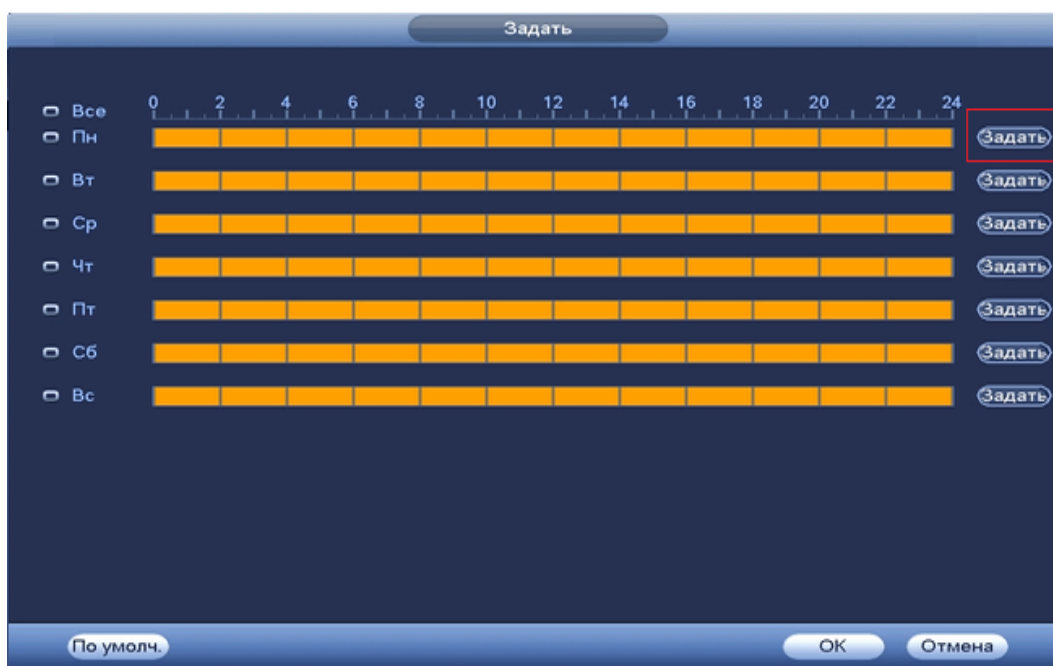 Задать
Все 0 2 4 6 8 10 12 14 16 18 20 22 24
Пн Задать
Вт Задать
Ср Задать
Чт Задать
Пт Задать
Сб Задать
Вс Задать
По умолч. OK Отмена